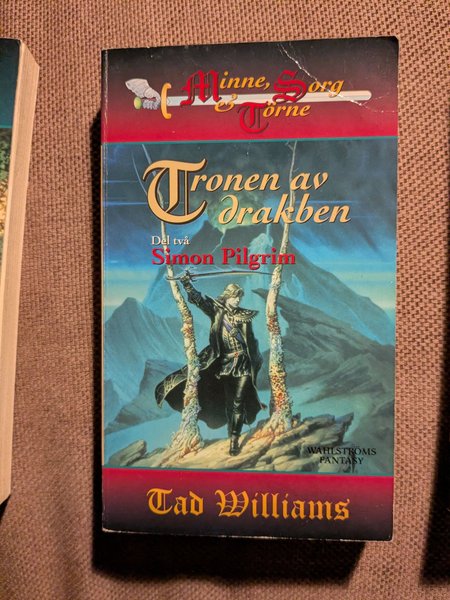 Minne, Sorg
& Törne
Tronen av
drakben
Del två
Simon Pilgrim
WAHLSTRÖMS
FANTASY
Tad Williams